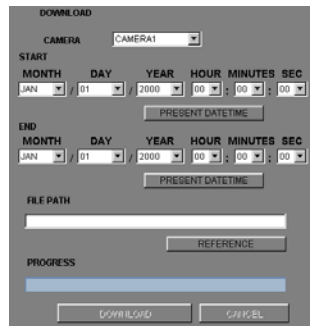 DOWNLOAD
CAMERA CAMERA1
START
MONTH DAY YEAR HOUR MINUTES SEC
JAN / 01 / 2000 00 : 00 : 00
PRESENT DATETIME
END
MONTH DAY YEAR HOUR MINUTES SEC
JAN / 01 / 2000 00 : 00 : 00
PRESENT DATETIME
FILE PATH
REFERENCE
PROGRESS
DOWNLOAD CANCEL